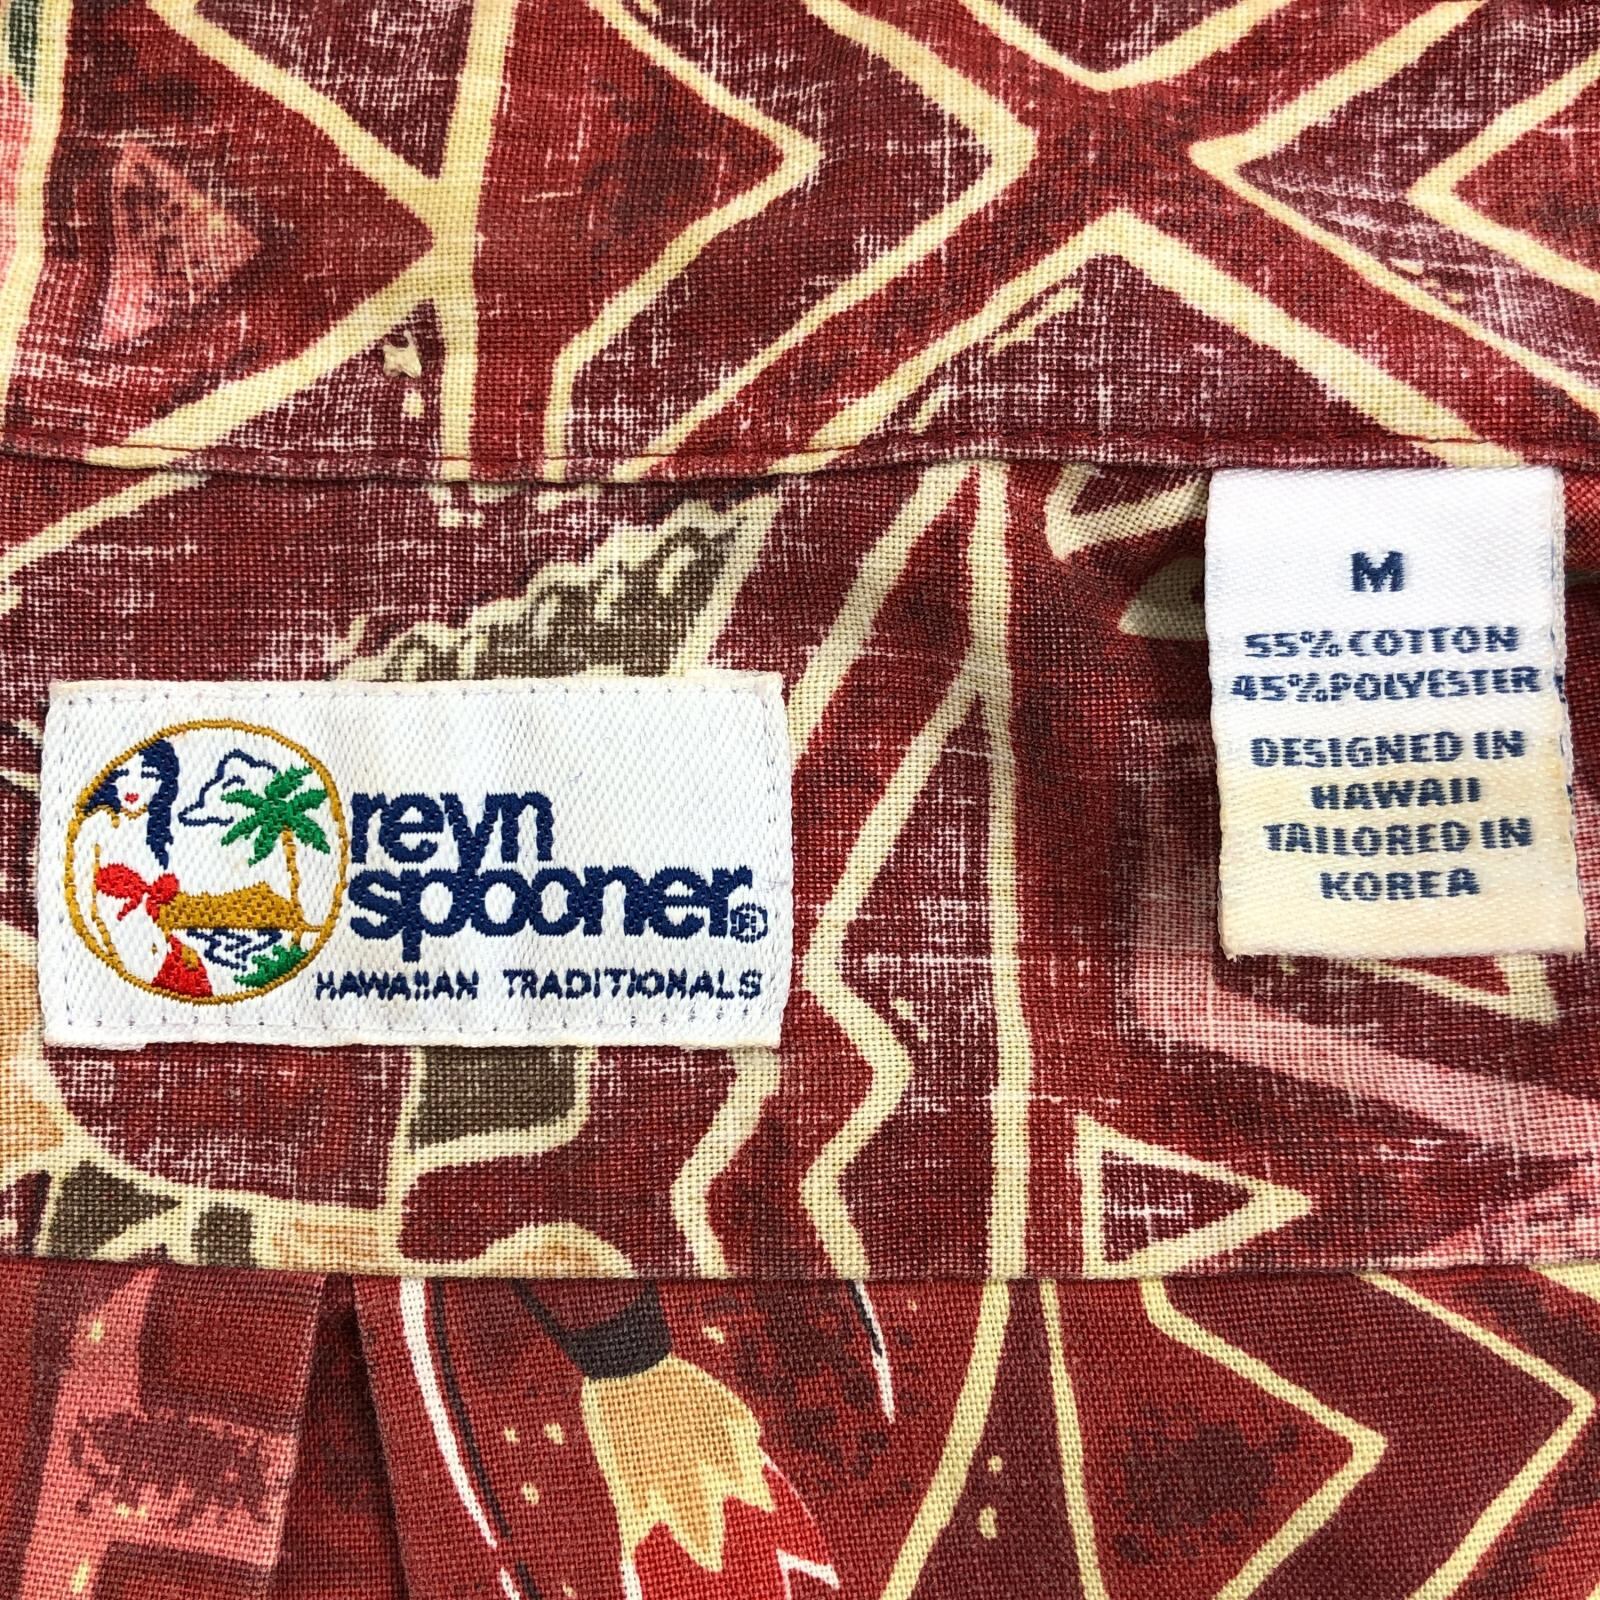 reyn
spooner®
HAWAIIAN TRADITIONALS
M
55% COTTON
45% POLYESTER
DESIGNED IN
HAWAII
TAILORED IN
KOREA